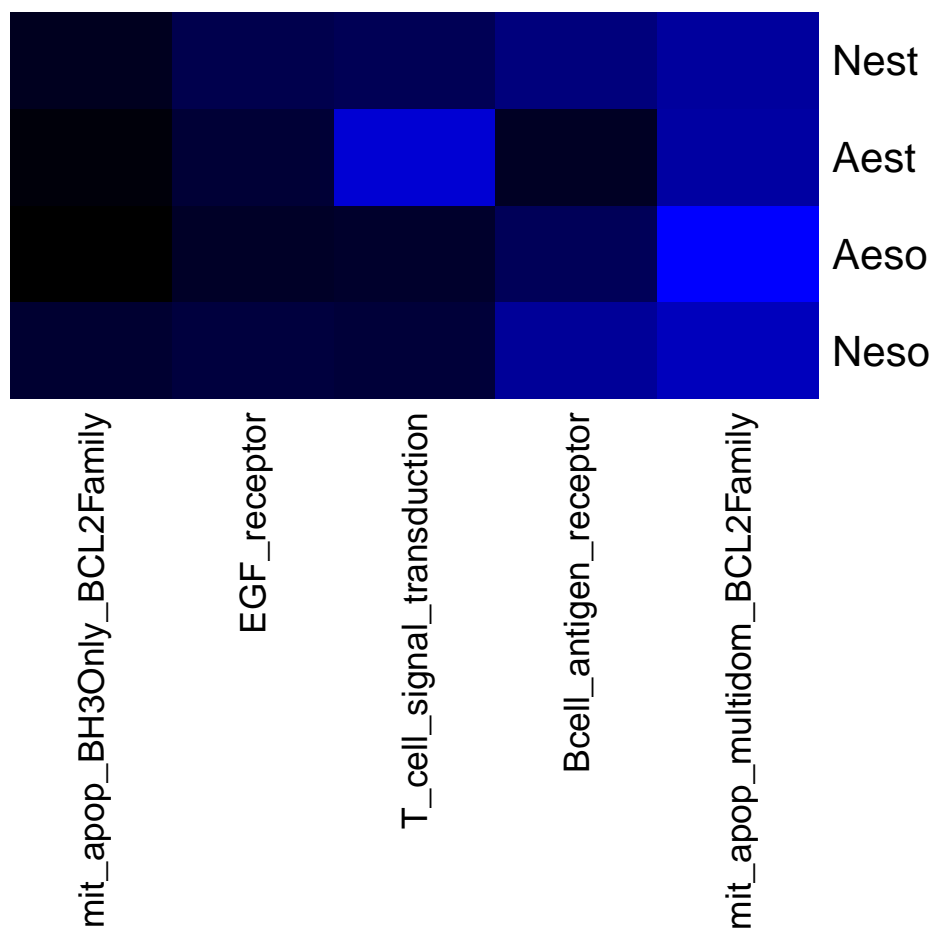 Nest
Aest
Aeso
Neso
mit_apop_BH3Only_BCL2Family
EGF_receptor
T_cell_signal_transduction
Bcell_antigen_receptor
mit_apop_multidom_BCL2Family